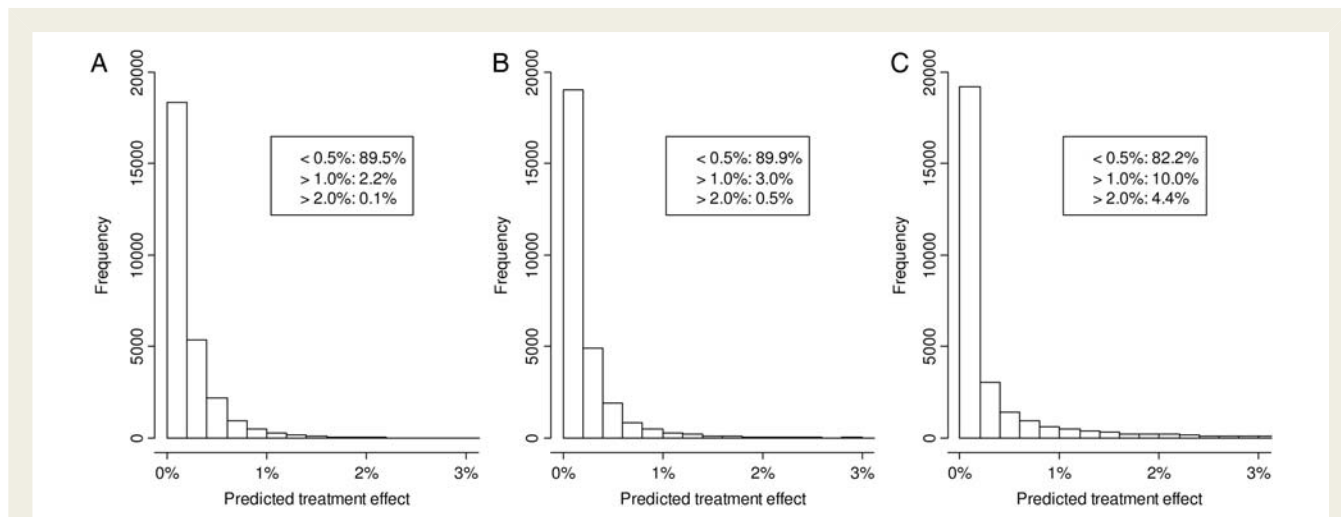 A
Frequency
20000
15000
10000
5000
0
< 0.5%: 89.5%
> 1.0%: 2.2%
> 2.0%: 0.1%
0% 1% 2% 3%
Predicted treatment effect
B
Frequency
20000
15000
10000
5000
0
< 0.5%: 89.9%
> 1.0%: 3.0%
> 2.0%: 0.5%
0% 1% 2% 3%
Predicted treatment effect
C
Frequency
20000
15000
10000
5000
0
< 0.5%: 82.2%
> 1.0%: 10.0%
> 2.0%: 4.4%
0% 1% 2% 3%
Predicted treatment effect